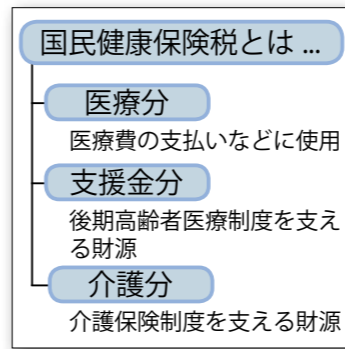 国民健康保険税とは ...
医療分
医療費の支払いなどに使用
支援金分
後期高齢者医療制度を支え
る財源
介護分
介護保険制度を支える財源